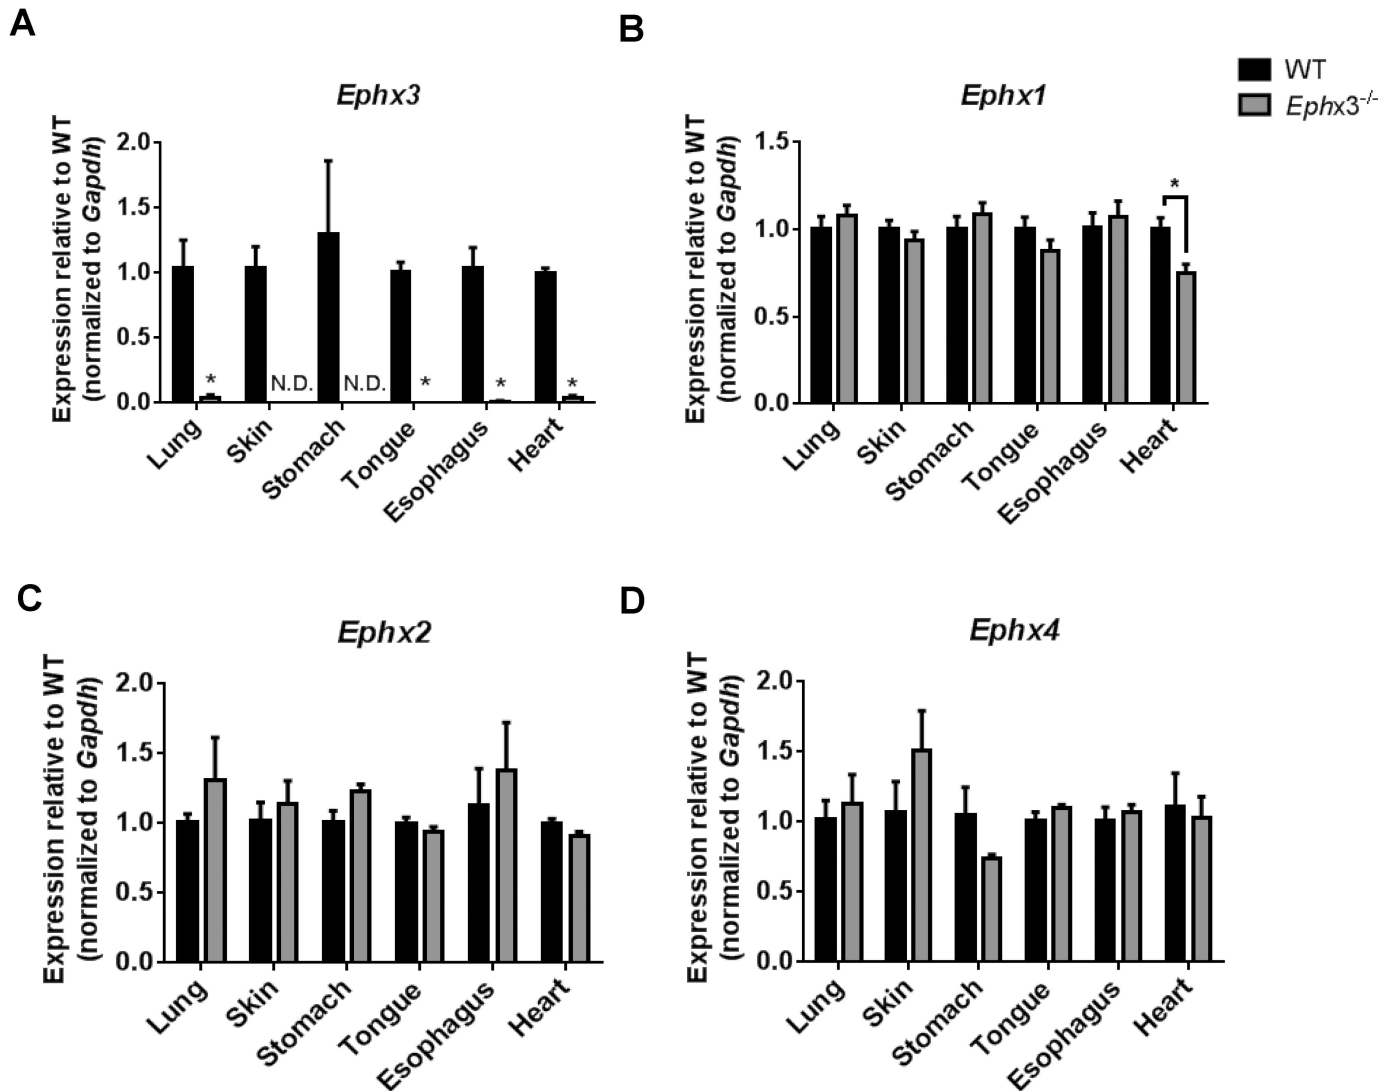 A
Ephx3
Expression relative to WT
(normalized to Gapdh)
2.0
1.5
1.0
0.5
0.0
*
N.D.
N.D.
*
*
*
Lung
Skin
Stomach
Tongue
Esophagus
Heart
B
Ephx1
WT
Ephx3-/-
Expression relative to WT
(normalized to Gapdh)
1.5
1.0
0.5
0.0
*
Lung
Skin
Stomach
Tongue
Esophagus
Heart
C
Ephx2
Expression relative to WT
(normalized to Gapdh)
2.0
1.5
1.0
0.5
0.0
Lung
Skin
Stomach
Tongue
Esophagus
Heart
D
Ephx4
Expression relative to WT
(normalized to Gapdh)
2.0
1.5
1.0
0.5
0.0
Lung
Skin
Stomach
Tongue
Esophagus
Heart